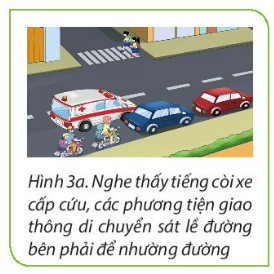 Hình 3a. Nghe thấy tiếng còi xe
cấp cứu, các phương tiện giao
thông di chuyển sát lề đường
bên phải để nhường đường